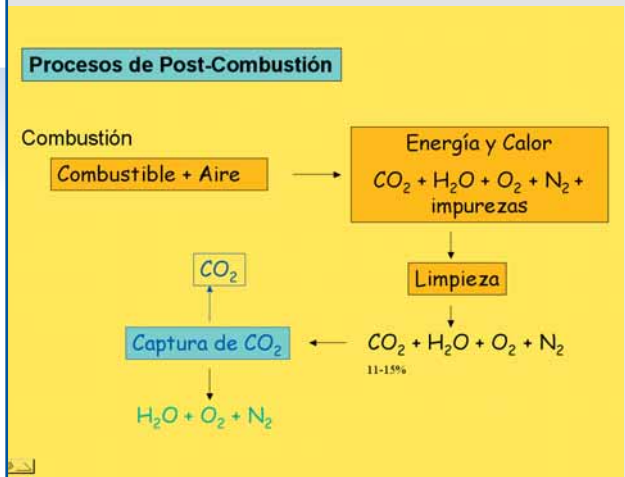 Procesos de Post-Combustión
Combustión
Combustible + Aire
Energía y Calor
CO₂ + H₂O + O₂ + N₂ +
impurezas
Limpieza
CO₂ + H₂O + O₂ + N₂
11-15%
Captura de CO₂
CO₂
H₂O + O₂ + N₂